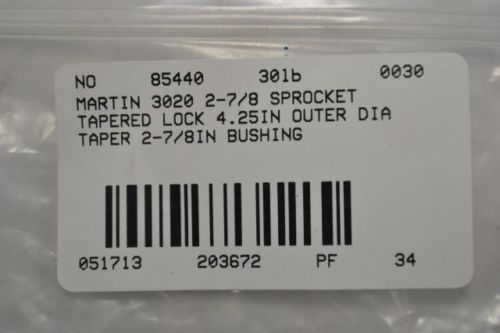 NO 85440 301b 0030
MARTIN 3020 2-7/8 SPROCKET
TAPERED LOCK 4.25IN OUTER DIA
TAPER 2-7/8IN BUSHING
051713 203672 PF 34